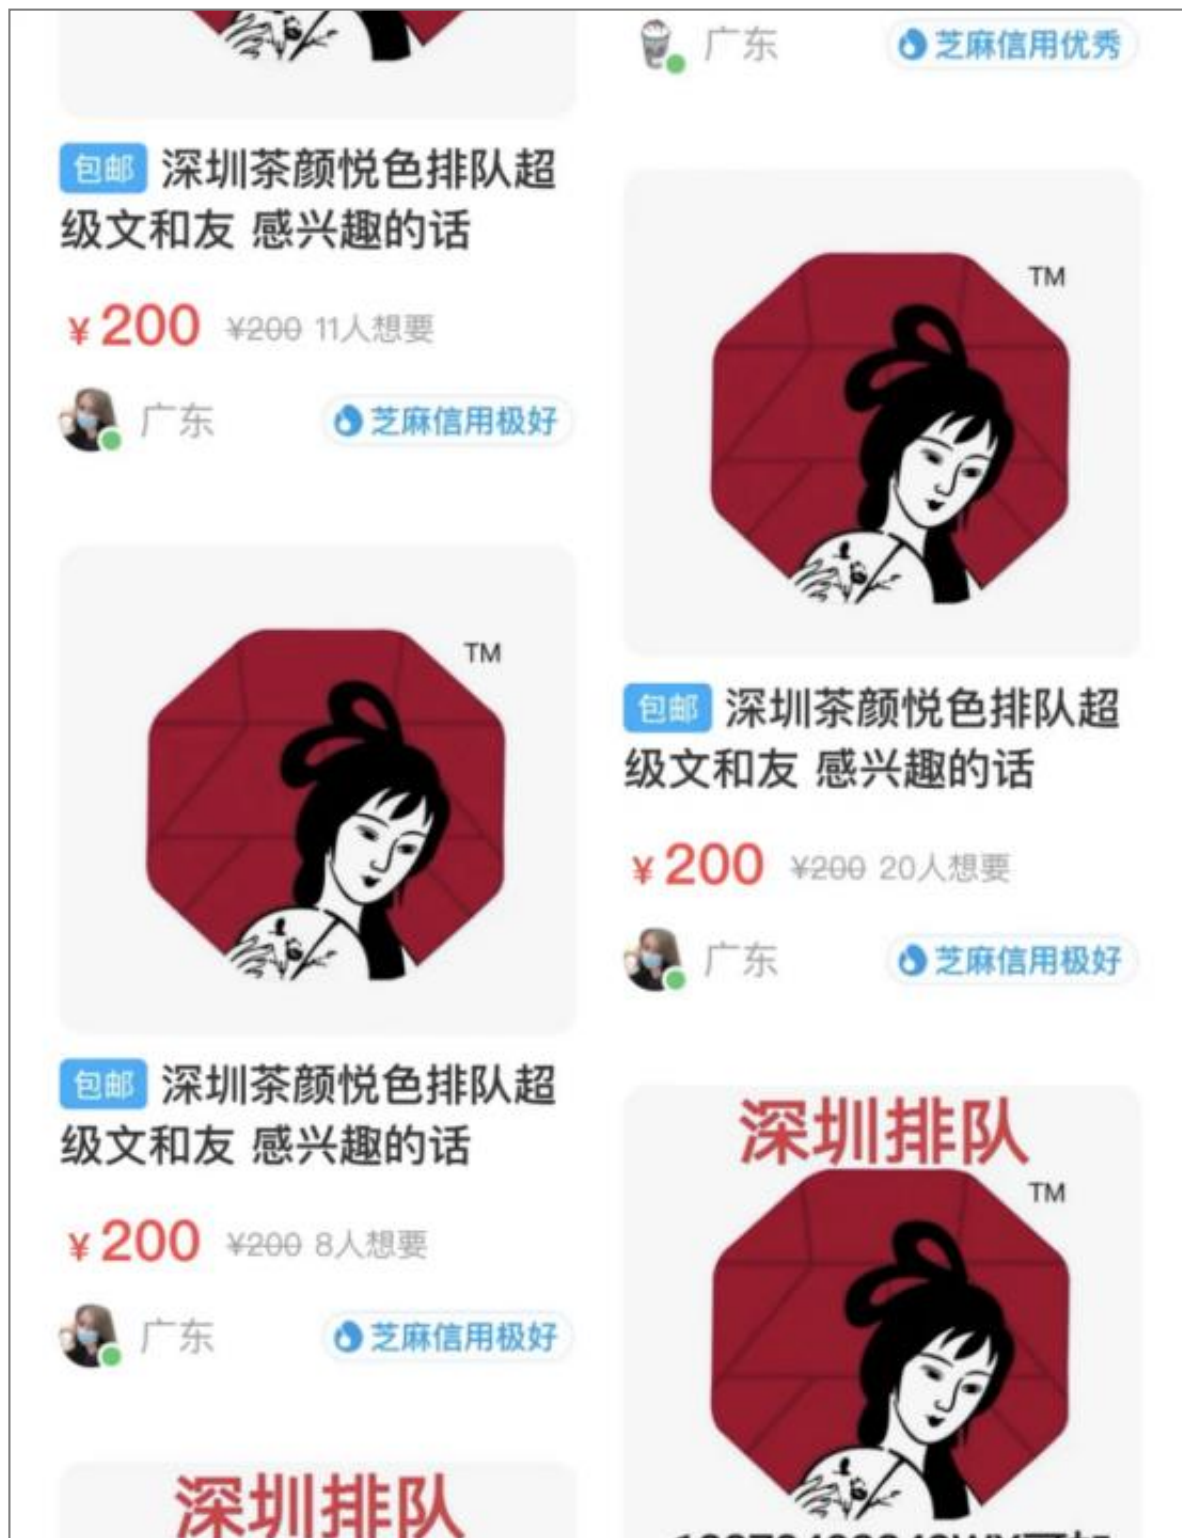 包邮 深圳茶颜悦色排队超
级文和友 感兴趣的话
¥200 ¥200 11人想要
广东 芝麻信用极好
TM
包邮 深圳茶颜悦色排队超
级文和友 感兴趣的话
¥200 ¥200 8人想要
广东 芝麻信用极好
深圳排队
广东 芝麻信用优秀
TM
包邮 深圳茶颜悦色排队超
级文和友 感兴趣的话
¥200 ¥200 20人想要
广东 芝麻信用极好
深圳排队
TM